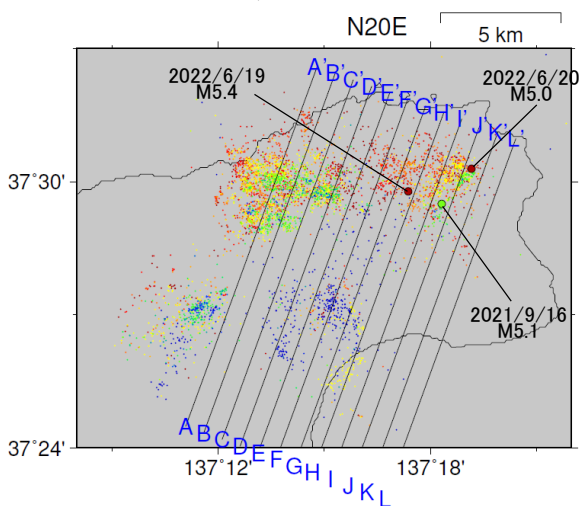 N20E
5 km
A' B' C' D' E' F' G' H' I' J' K' L'
2022/6/19
M5.4
2022/6/20
M5.0
37°30'
2021/9/16
M5.1
A B C D E F G H I J K L
37°24'
137°12'
137°18'